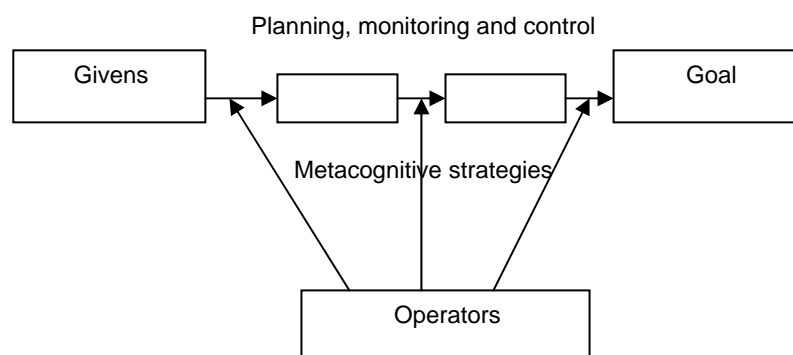 Planning, monitoring and control
Givens
Goal
Metacognitive strategies
Operators